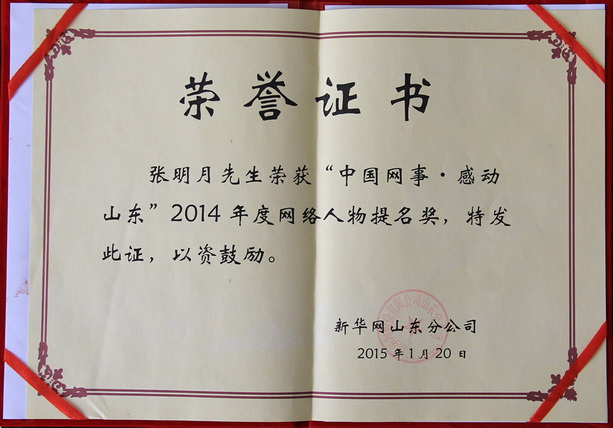 荣誉证书
张明月先生荣获“中国网事·感动
山东”2014年度网络人物提名奖，特发
此证，以资鼓励。
新华网山东分公司
2015年1月20日